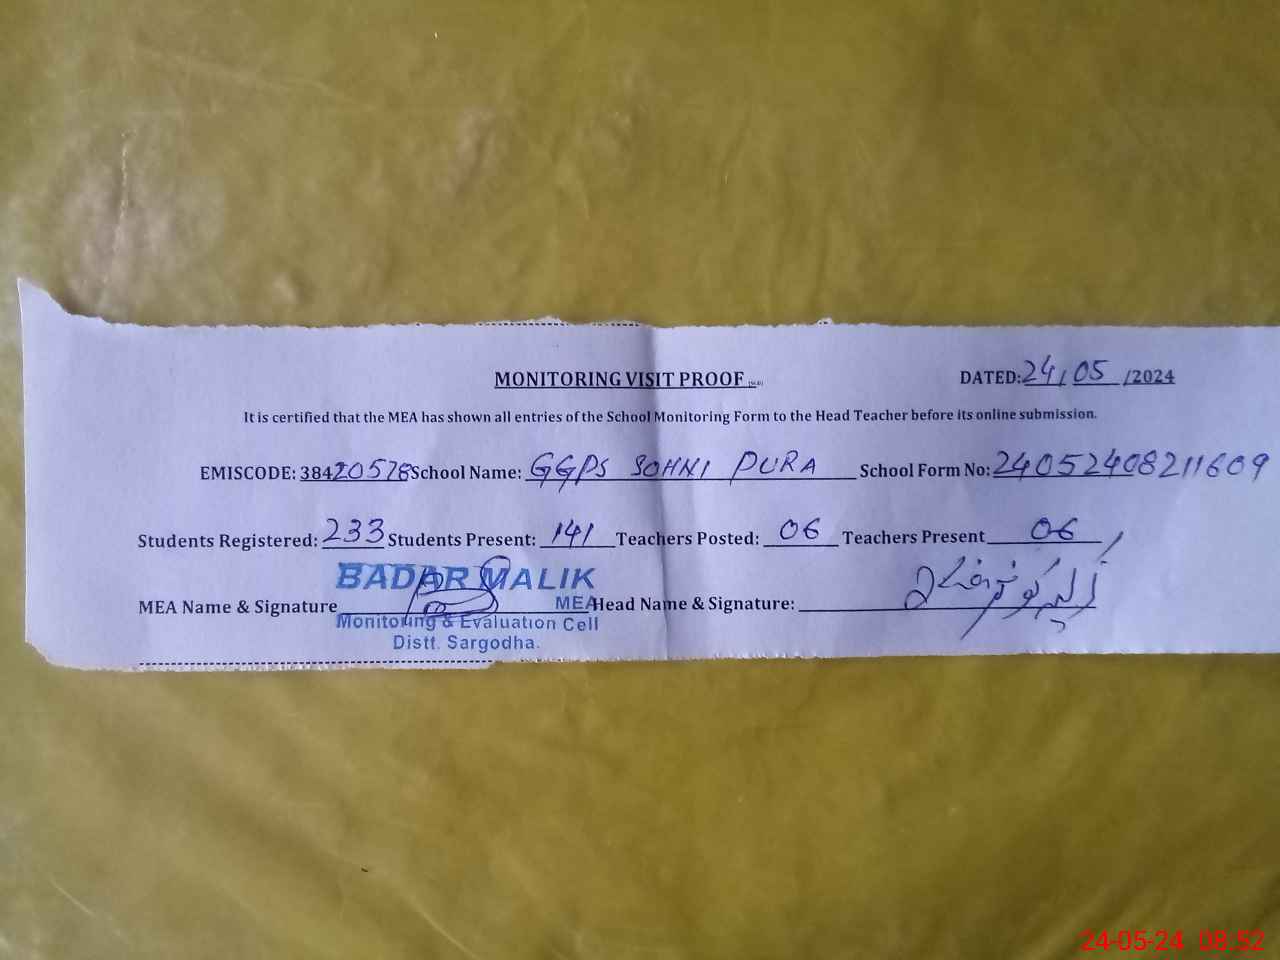 MONITORING VISIT PROOF
DATED: 24/05/2024
It is certified that the MEA has shown all entries of the School Monitoring Form to the Head Teacher before its online submission.
EMISCODE: 38420578 School Name: GGPS SOHNI PURA School Form No: 24052408211609
Students Registered: 233 Students Present: 141 Teachers Posted: 06 Teachers Present 06
BADAR MALIK
MEA Name & Signature MEA Head Name & Signature:
Monitoring & Evaluation Cell
Distt. Sargodha.
24-05-24 08:52